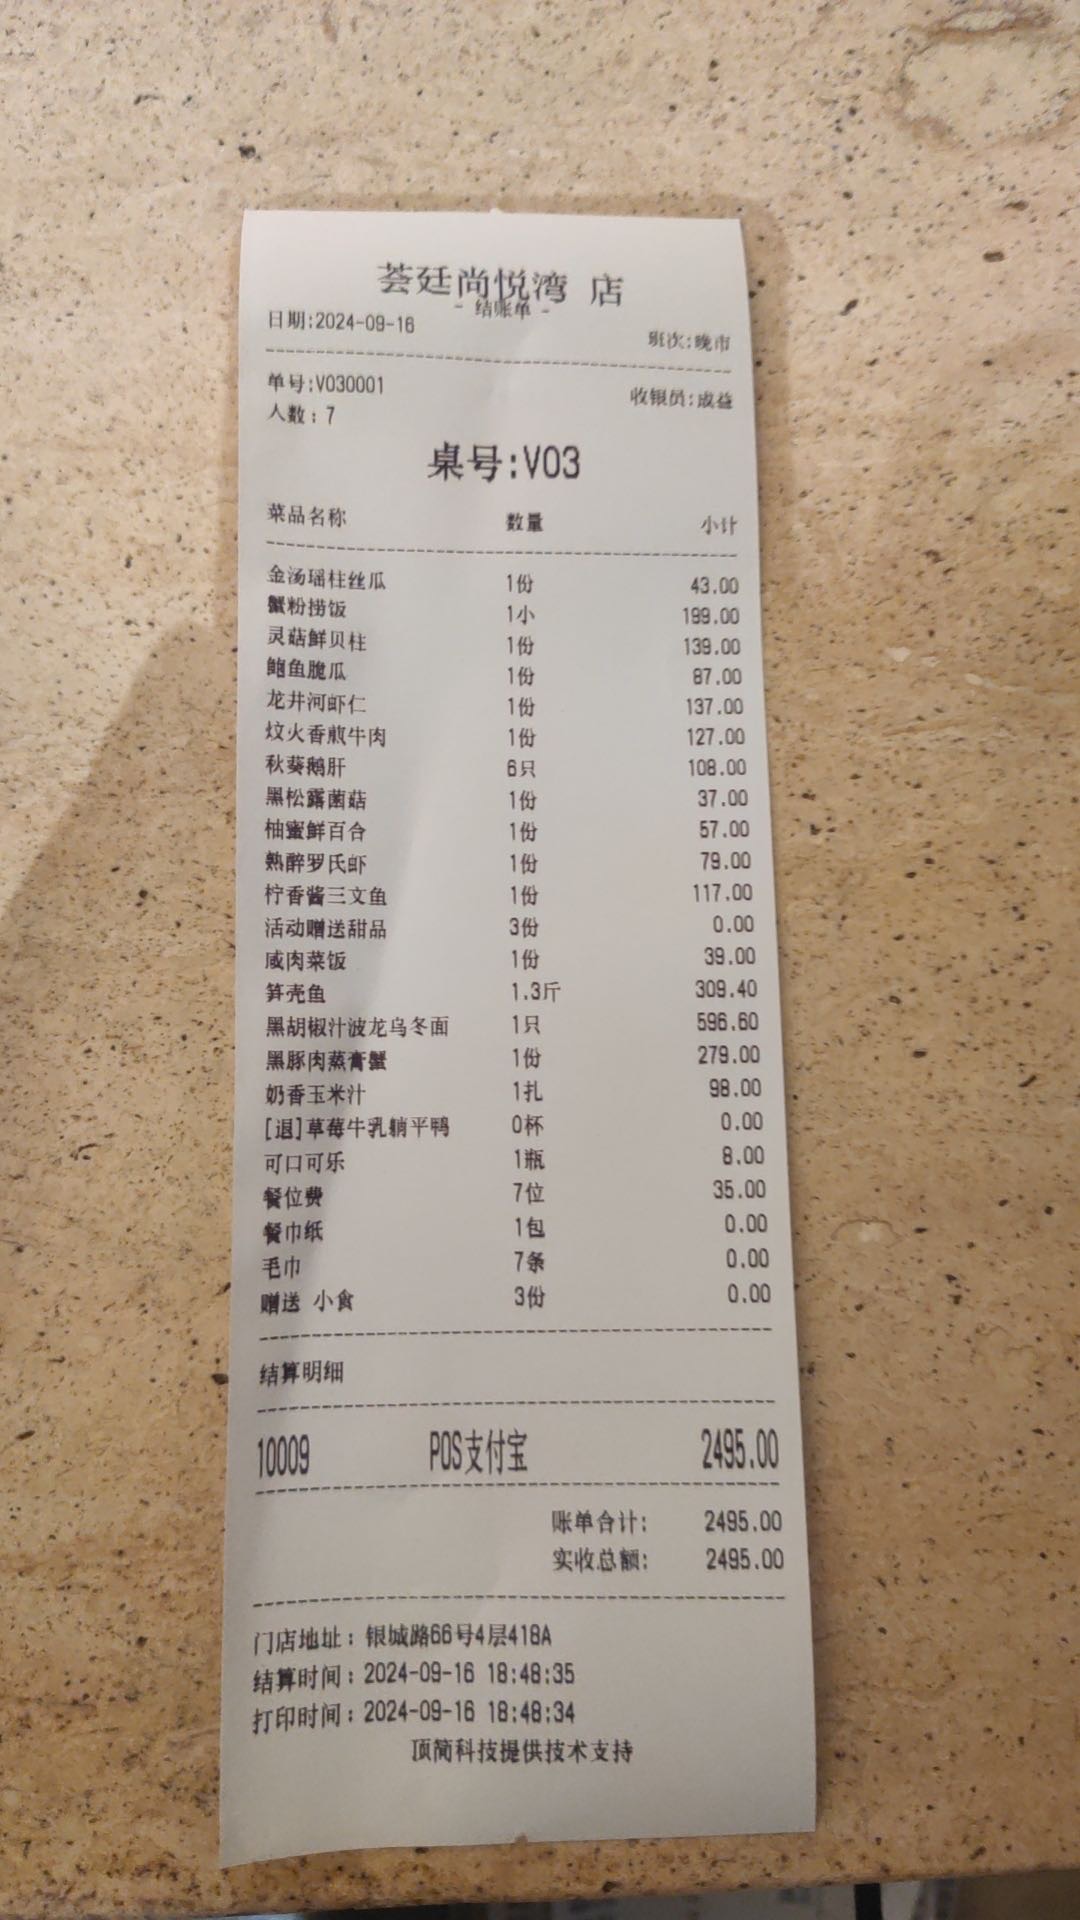 荟廷尚悦湾 店
- 结账单 -
日期:2024-09-16 班次:晚市
单号:V030001 收银员:成益
人数: 7
桌号:V03
菜品名称 数量 小计
金汤瑶柱丝瓜 1份 43.00
蟹粉捞饭 1小 199.00
灵菇鲜贝柱 1份 139.00
鲍鱼脆瓜 1份 87.00
龙井河虾仁 1份 137.00
炆火香煎牛肉 1份 127.00
秋葵鹅肝 6只 108.00
黑松露菌菇 1份 37.00
柚蜜鲜百合 1份 57.00
熟醉罗氏虾 1份 79.00
柠香酱三文鱼 1份 117.00
活动赠送甜品 3份 0.00
咸肉菜饭 1份 39.00
笋壳鱼 1.3斤 309.40
黑胡椒汁波龙乌冬面 1只 596.60
黑豚肉蒸膏蟹 1份 279.00
奶香玉米汁 1扎 98.00
[退]草莓牛乳躺平鸭 0杯 0.00
可口可乐 1瓶 8.00
餐位费 7位 35.00
餐巾纸 1包 0.00
毛巾 7条 0.00
赠送 小食 3份 0.00
结算明细
10009 POS支付宝 2495.00
账单合计: 2495.00
实收总额: 2495.00
门店地址: 银城路66号4层418A
结算时间: 2024-09-16 18:48:35
打印时间: 2024-09-16 18:48:34
顶简科技提供技术支持